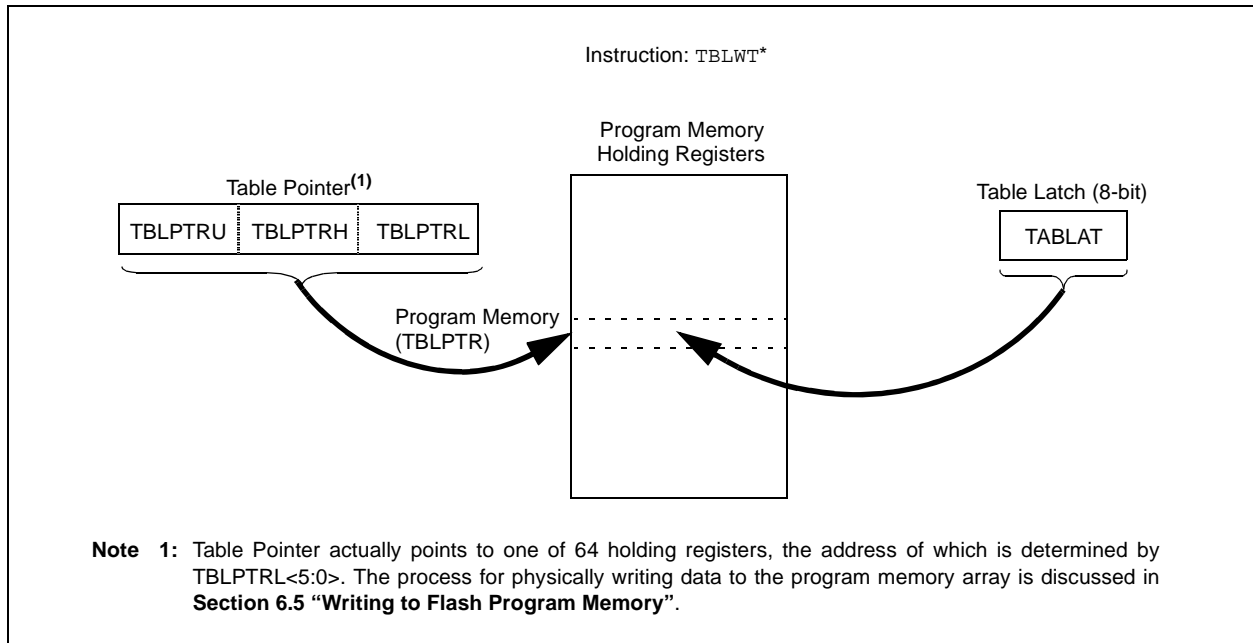 Instruction: TBLWT*
Program Memory
Holding Registers
Table Pointer(1)
Table Latch (8-bit)
TBLPTRU TBLPTRH TBLPTRL
TABLAT
Program Memory
(TBLPTR)
Note 1: Table Pointer actually points to one of 64 holding registers, the address of which is determined by
TBLPTRL<5:0>. The process for physically writing data to the program memory array is discussed in
Section 6.5 “Writing to Flash Program Memory”.